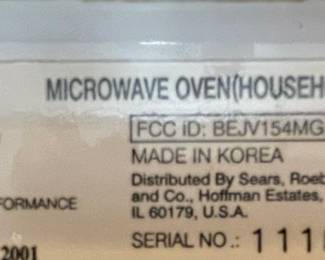 MICROWAVE OVEN(HOUSEH
FCC iD: BEJV154MG
MADE IN KOREA
Distributed By Sears, Roeb
and Co., Hoffman Estates,
IL 60179, U.S.A.
FORMANCE
SERIAL NO.: 111
2001